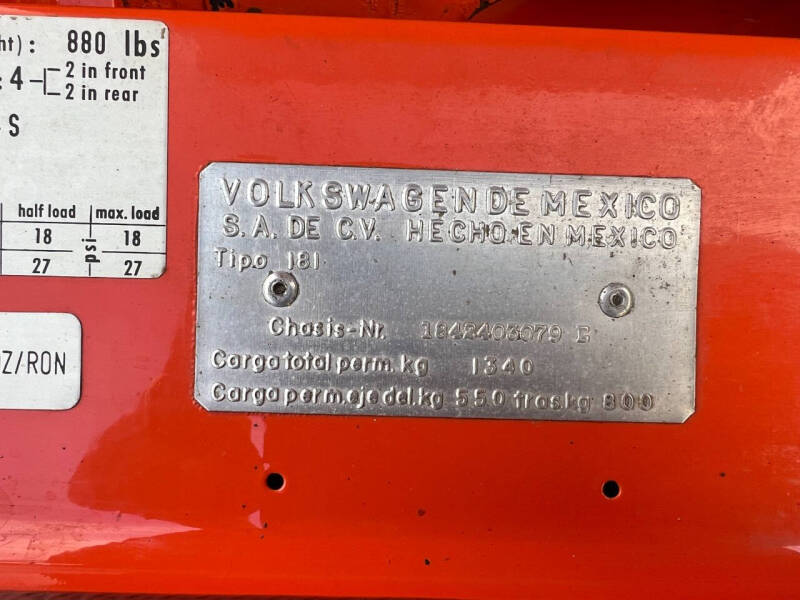 ht): 880 lbs
: 4 2 in front
2 in rear
S
half load max. load
18 psi 18
27 27
OZ/RON
VOLKSWAGEN DE MEXICO
S. A. DE C.V. HECHO EN MEXICO
Tipo 181
Chasis-Nr. 1842403079
Carga total perm. kg 1340
Carga perm. eje del. kg 550 tras kg 800